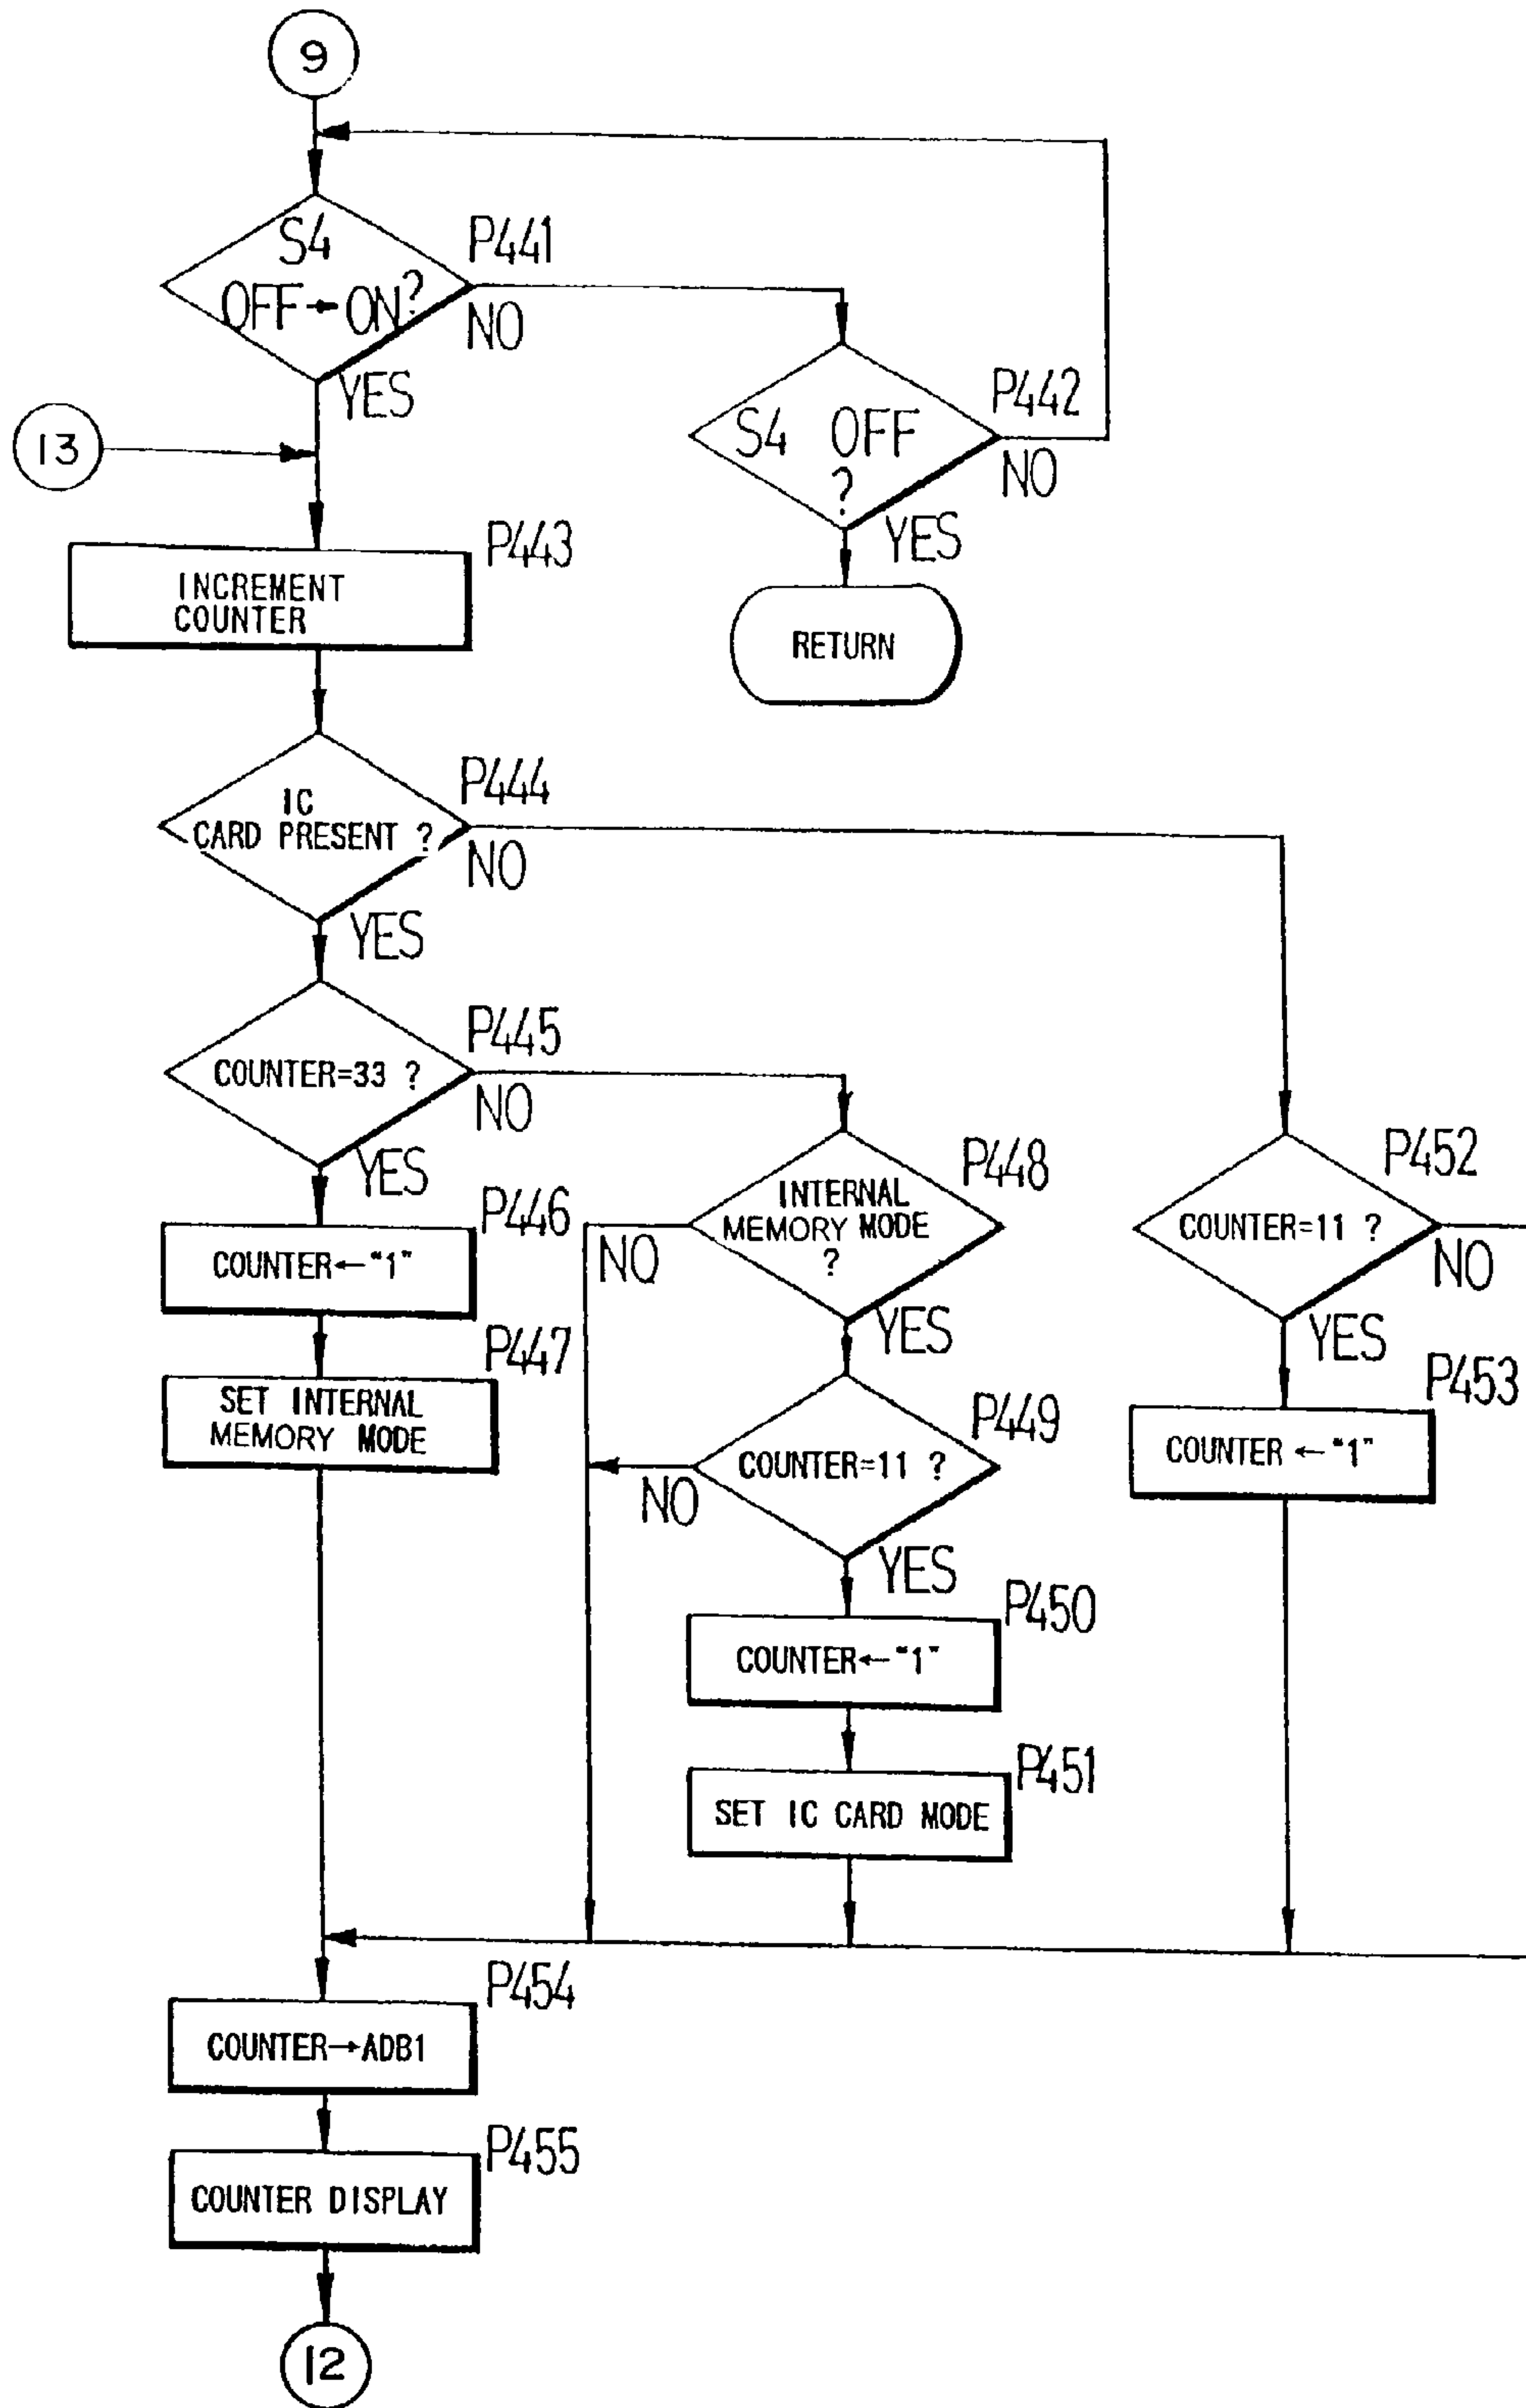 9
S4
OFF→ON?
P441
NO
YES
13
S4 OFF
?
P442
NO
YES
RETURN
P443
INCREMENT
COUNTER
IC
CARD PRESENT ?
P444
NO
YES
COUNTER=33 ?
P445
NO
YES
P446
COUNTER←"1"
P447
SET INTERNAL
MEMORY MODE
INTERNAL
MEMORY MODE
?
P448
NO
YES
COUNTER=11 ?
P449
NO
YES
P450
COUNTER←"1"
P451
SET IC CARD MODE
COUNTER=11 ?
P452
NO
YES
P453
COUNTER←"1"
P454
COUNTER→ADB1
P455
COUNTER DISPLAY
12